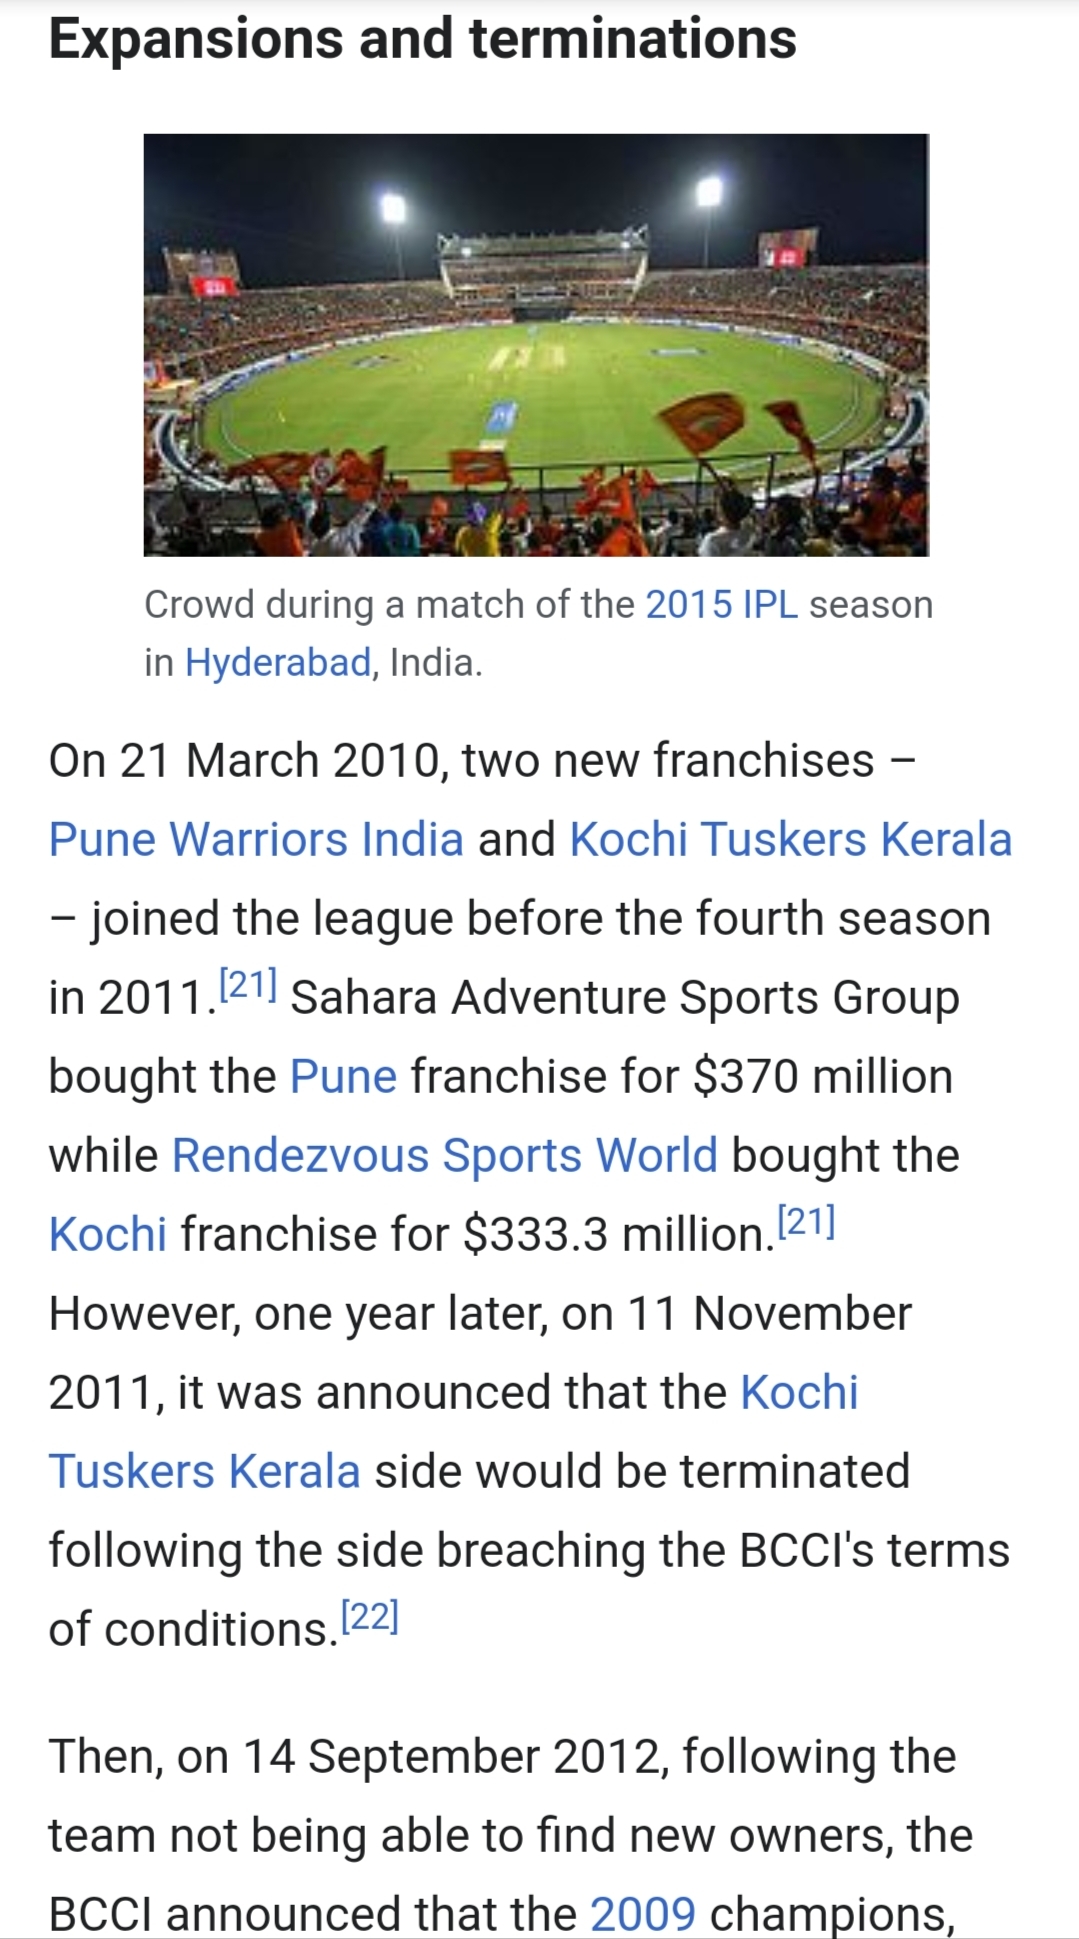 Expansions and terminations
Crowd during a match of the 2015 IPL season
in Hyderabad, India.
On 21 March 2010, two new franchises –
Pune Warriors India and Kochi Tuskers Kerala
– joined the league before the fourth season
in 2011.[21] Sahara Adventure Sports Group
bought the Pune franchise for $370 million
while Rendezvous Sports World bought the
Kochi franchise for $333.3 million.[21]
However, one year later, on 11 November
2011, it was announced that the Kochi
Tuskers Kerala side would be terminated
following the side breaching the BCCI's terms
of conditions.[22]
Then, on 14 September 2012, following the
team not being able to find new owners, the
BCCI announced that the 2009 champions,